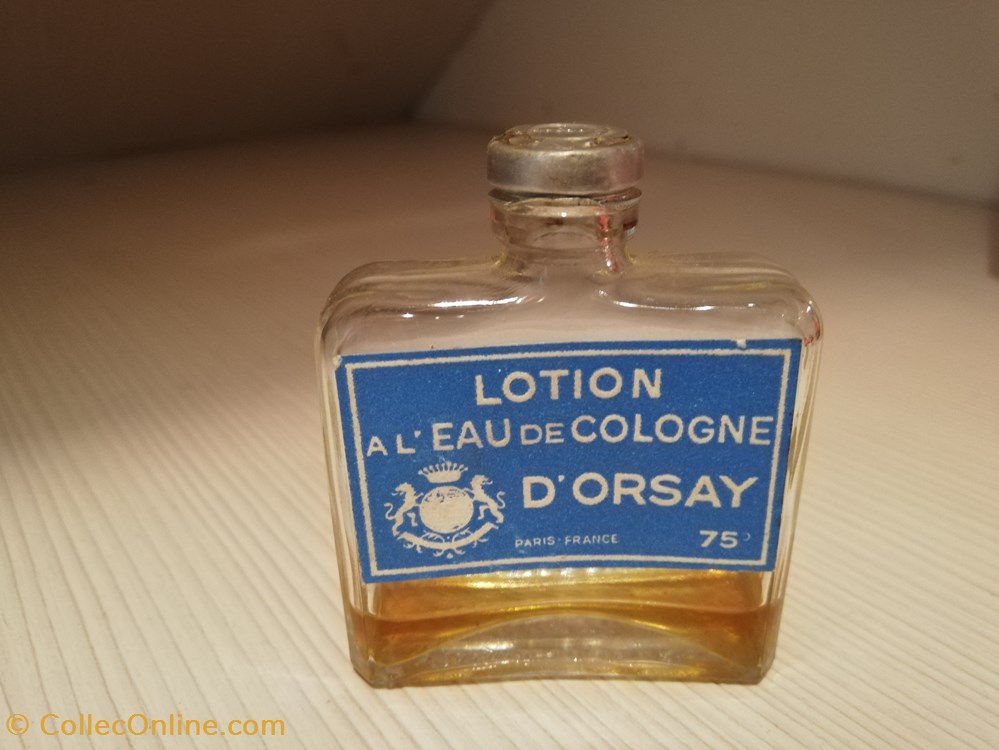 LOTION
A L'EAU DE COLOGNE
D'ORSAY
PARIS-FRANCE 75°
© CollecOnline.com